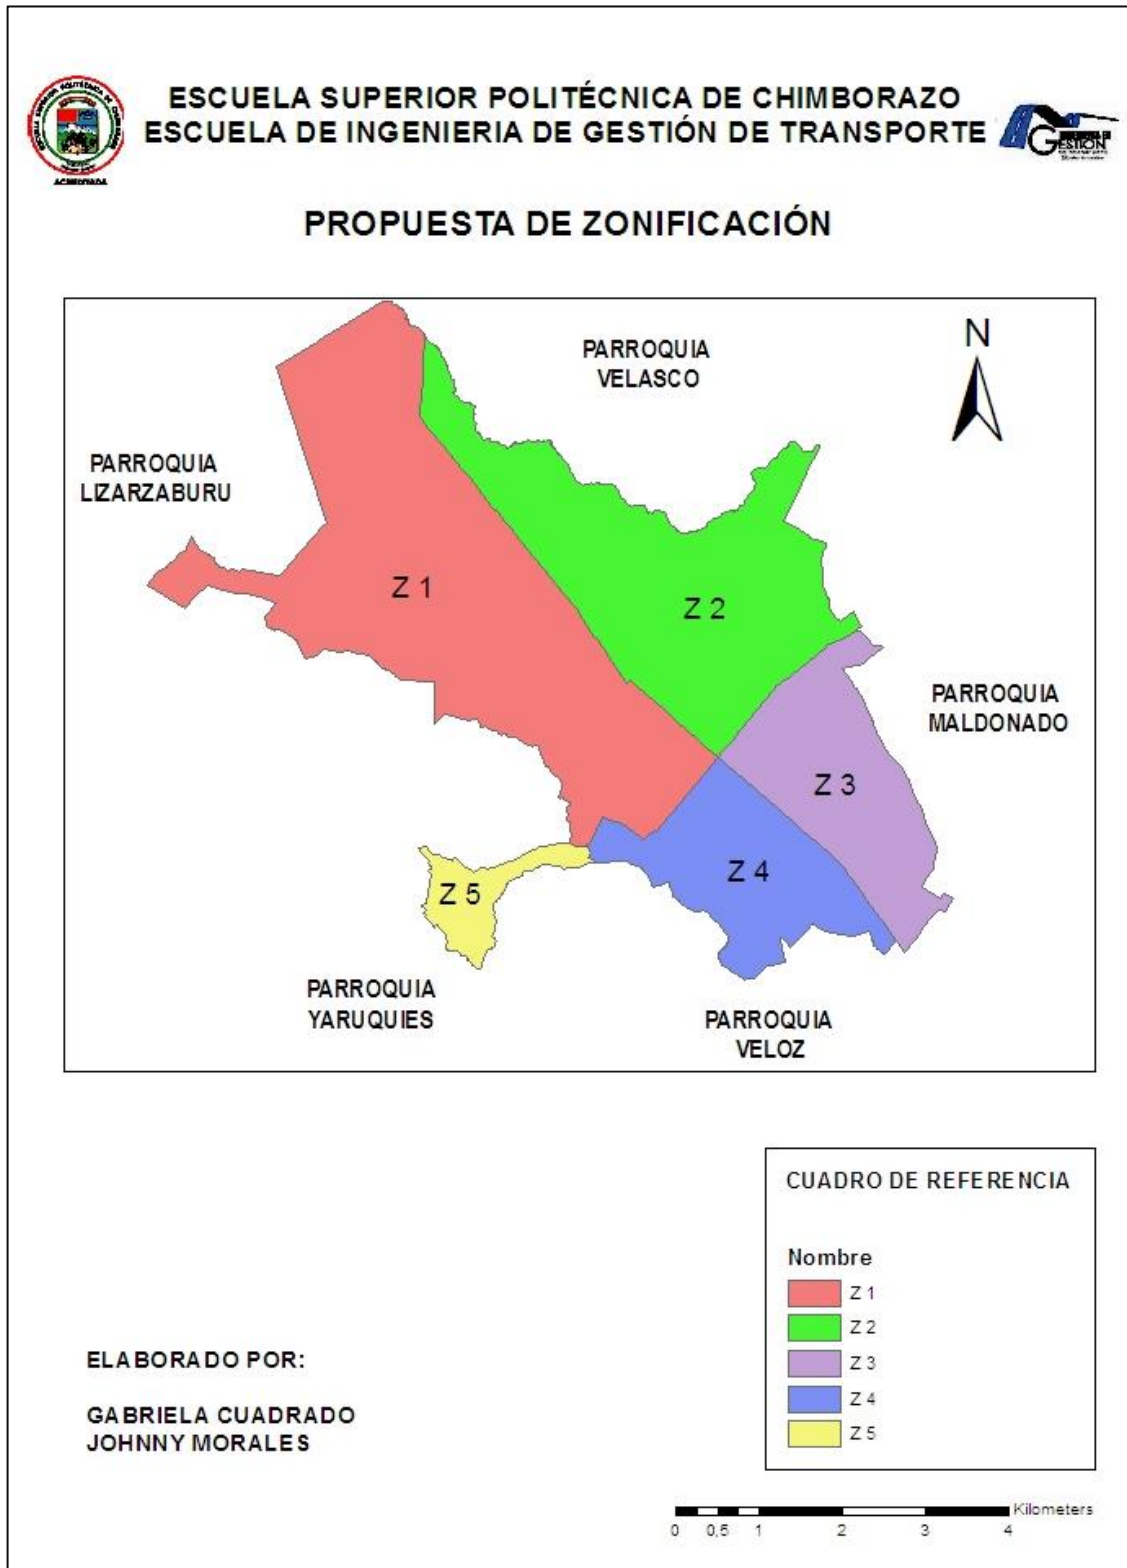 ESCUELA SUPERIOR POLITÉCNICA DE CHIMBORAZO
ESCUELA DE INGENIERIA DE GESTIÓN DE TRANSPORTE
ACREDITADA
GESTIÓN
PROPUESTA DE ZONIFICACIÓN
N
PARROQUIA
VELASCO
PARROQUIA
LIZARZABURU
Z 1
Z 2
PARROQUIA
MALDONADO
Z 3
Z 4
Z 5
PARROQUIA
YARUQUIES
PARROQUIA
VELOZ
CUADRO DE REFERENCIA
Nombre
Z 1
Z 2
Z 3
Z 4
Z 5
ELABORADO POR:
GABRIELA CUADRADO
JOHNNY MORALES
Kilometers
0 0,5 1 2 3 4